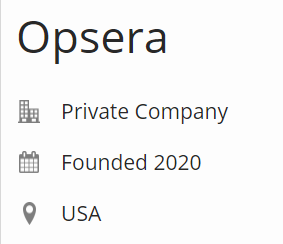 Opsera
Private Company
Founded 2020
USA